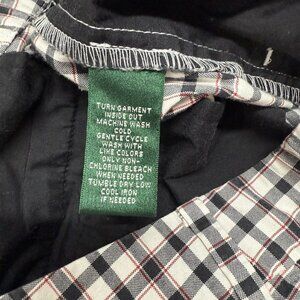 TURN GARMENT
INSIDE OUT
MACHINE WASH
COLD
GENTLE CYCLE
WASH WITH
LIKE COLORS
ONLY NON-
CHLORINE BLEACH
WHEN NEEDED
TUMBLE DRY LOW
COOL IRON
IF NEEDED